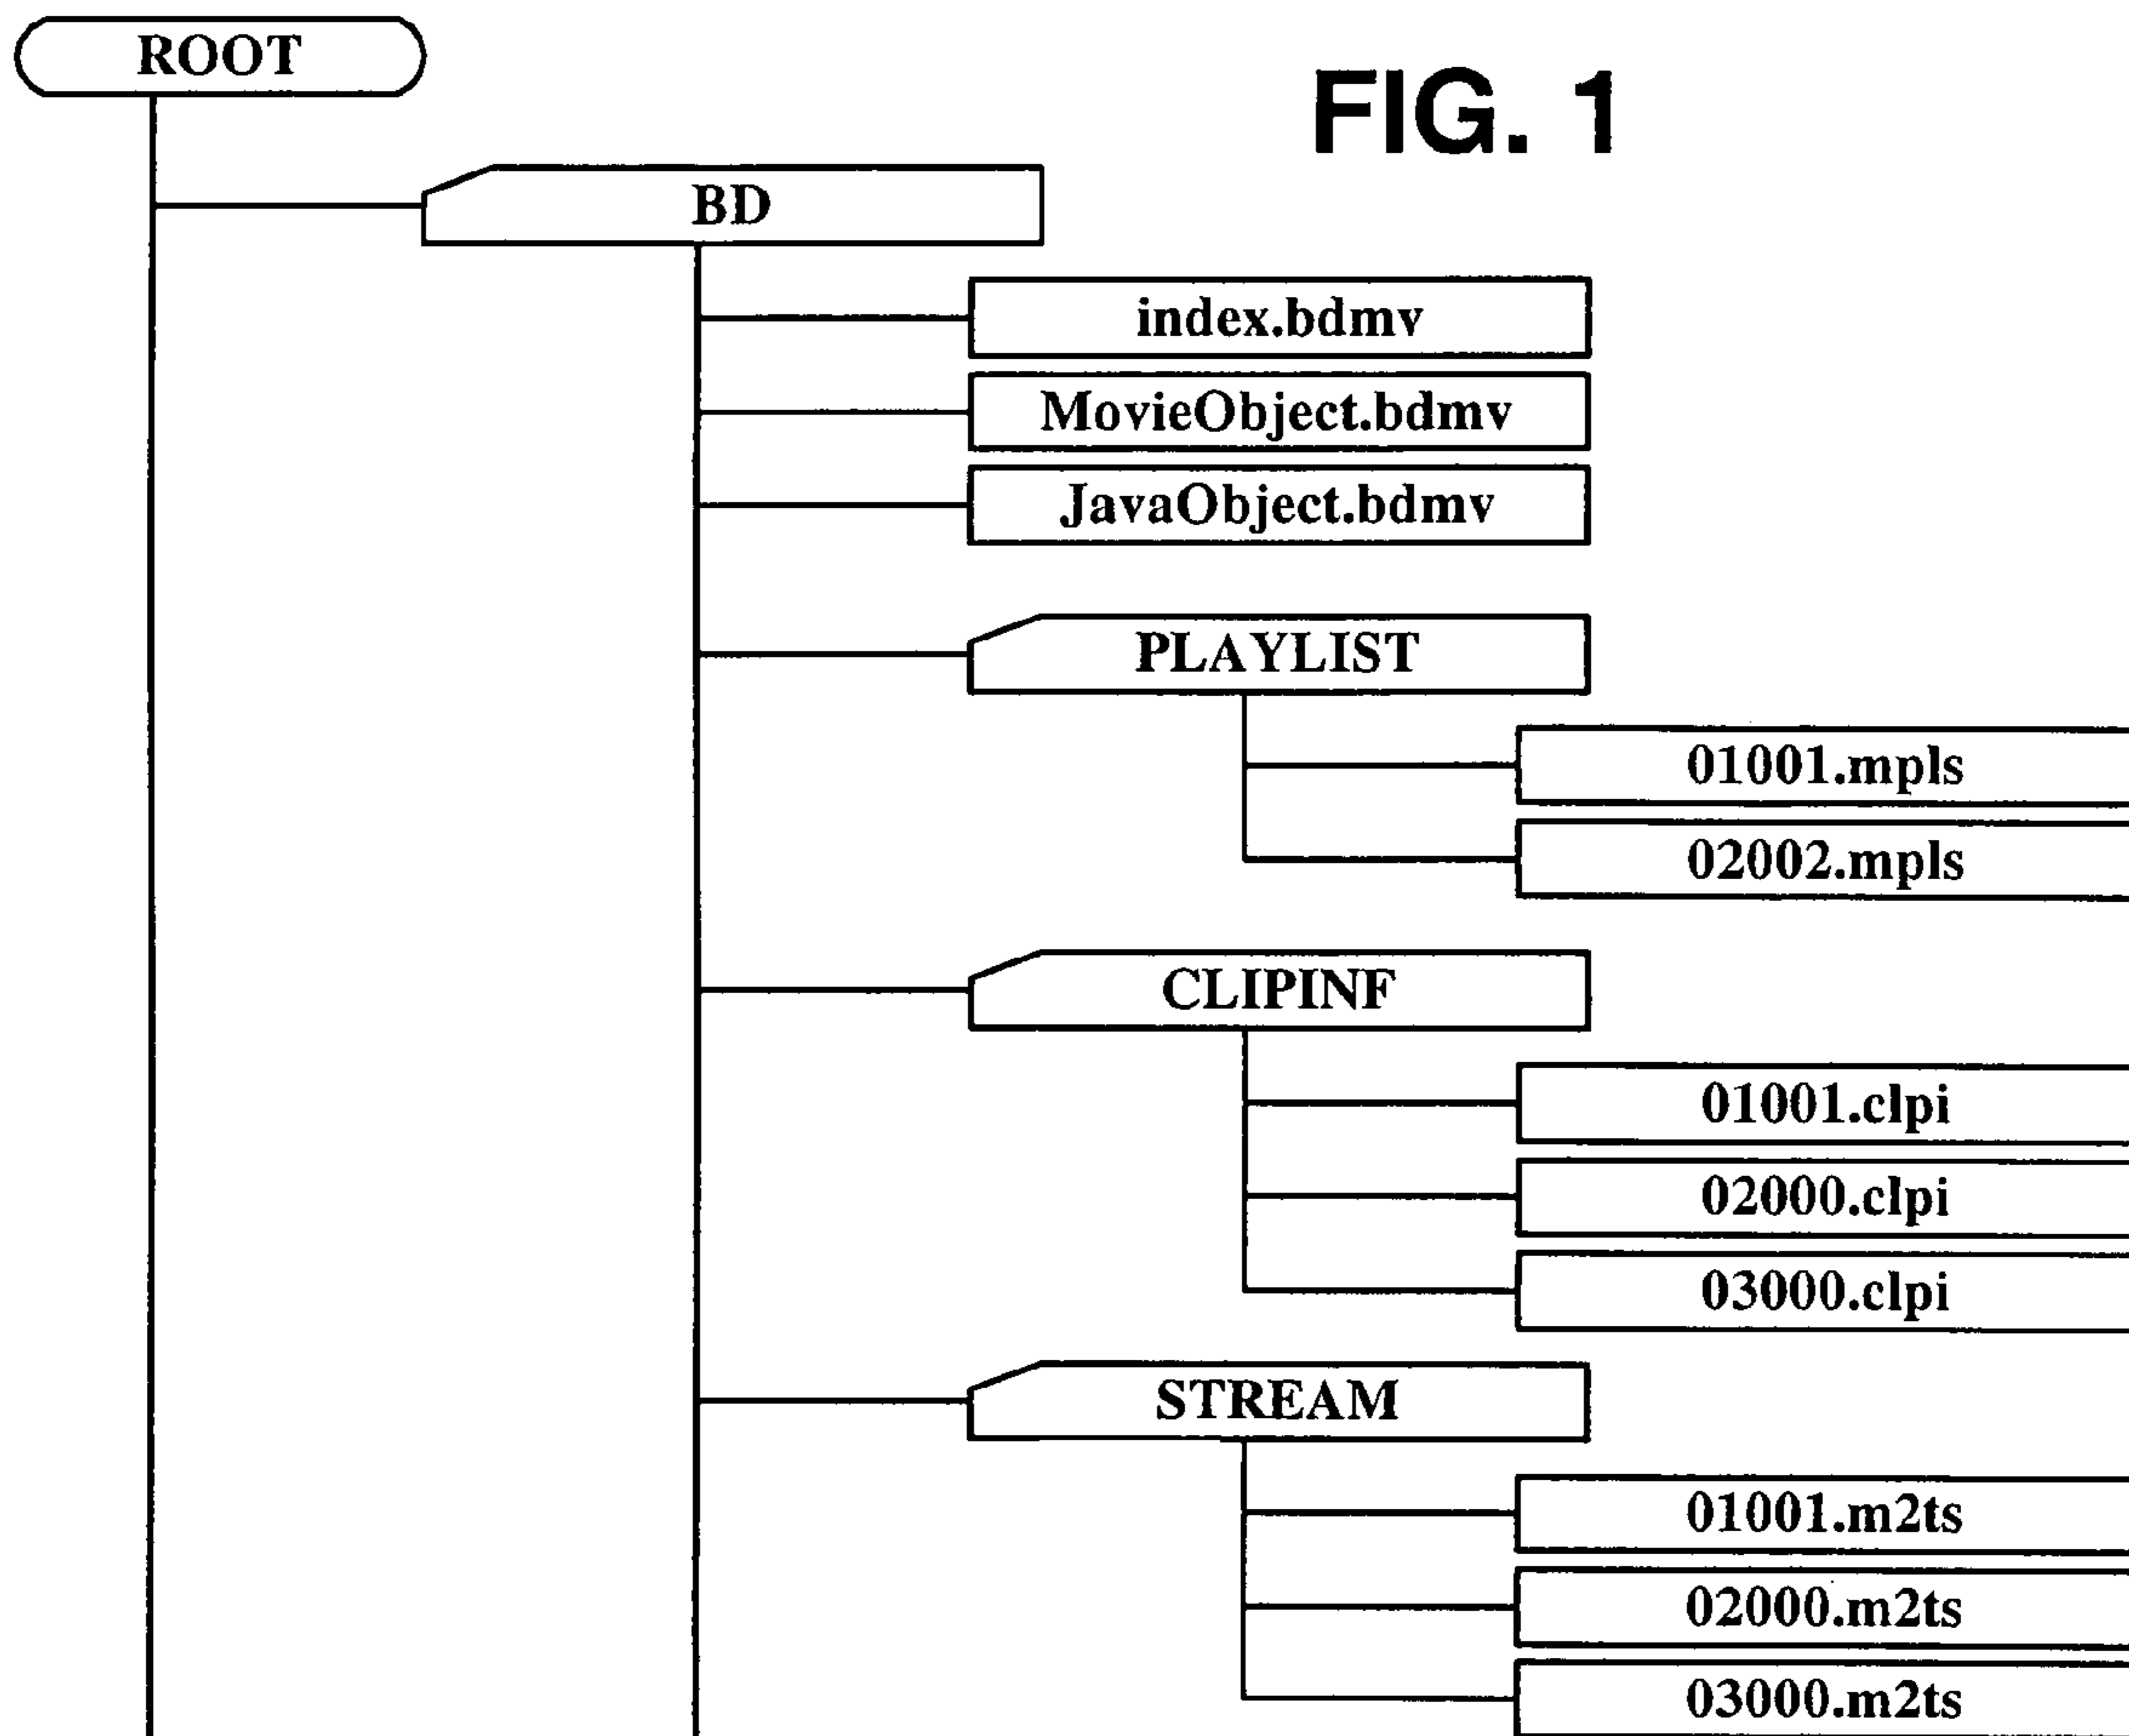 ROOT
FIG. 1
BD
index.bdmv
MovieObject.bdmv
JavaObject.bdmv
PLAYLIST
01001.mpls
02002.mpls
CLIPINF
01001.clpi
02000.clpi
03000.clpi
STREAM
01001.m2ts
02000.m2ts
03000.m2ts